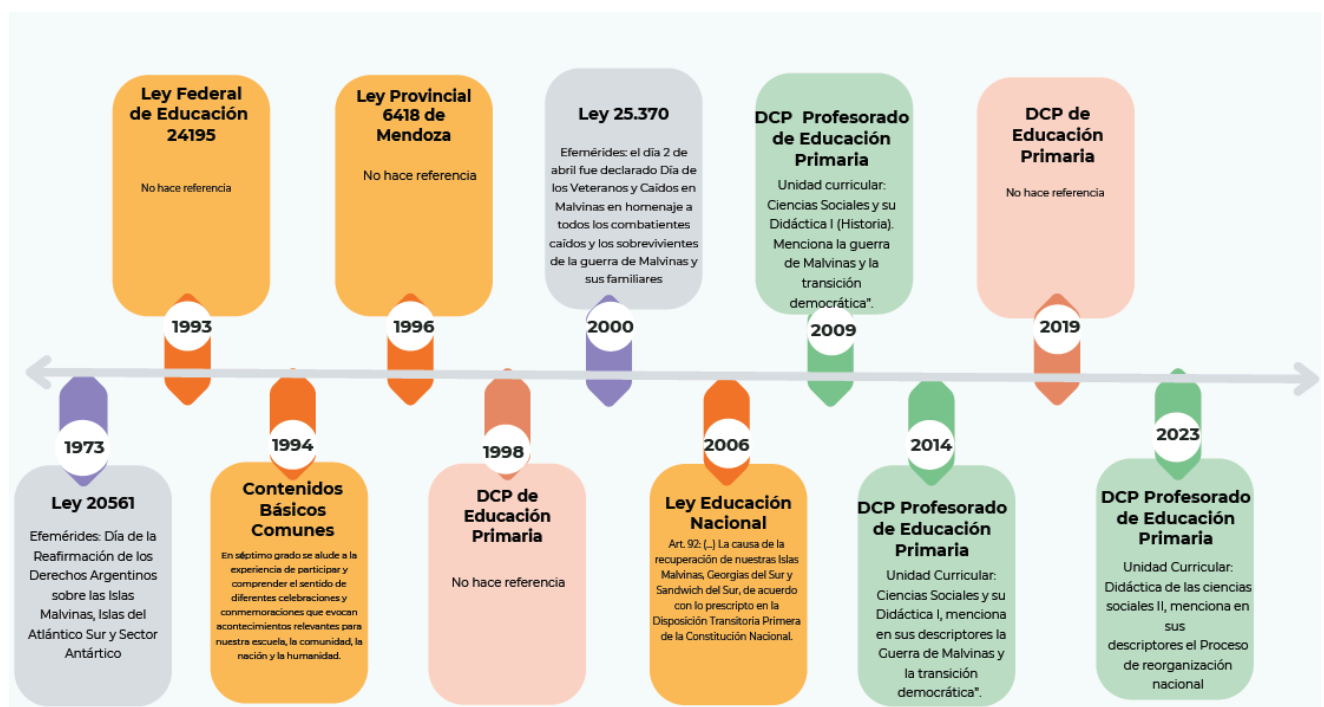 Ley Federal
de Educación
24195
No hace referencia
1993
Ley Provincial
6418 de
Mendoza
No hace referencia
1996
Ley 25.370
Efemérides: el día 2 de
abril fue declarado Día de
los Veteranos y Caídos en
Malvinas en homenaje a
todos los combatientes
caídos y los sobrevivientes
de la guerra de Malvinas y
sus familiares
2000
DCP Profesorado
de Educación
Primaria
Unidad curricular:
Ciencias Sociales y su
Didáctica I (Historia).
Menciona la guerra
de Malvinas y la
transición
democrática”.
2009
DCP de
Educación
Primaria
No hace referencia
2019
1973
Ley 20561
Efemérides: Día de la
Reafirmación de los
Derechos Argentinos
sobre las Islas
Malvinas, Islas del
Atlántico Sur y Sector
Antártico
1994
Contenidos
Básicos
Comunes
En séptimo grado se alude a la
experiencia de participar y
comprender el sentido de
diferentes celebraciones y
conmemoraciones que evocan
acontecimientos relevantes para
nuestra escuela, la comunidad, la
nación y la humanidad.
1998
DCP de
Educación
Primaria
No hace referencia
2006
Ley Educación
Nacional
Art. 92: (...) La causa de la
recuperación de nuestras Islas
Malvinas, Georgias del Sur y
Sandwich del Sur, de acuerdo
con lo prescripto en la
Disposición Transitoria Primera
de la Constitución Nacional.
2014
DCP Profesorado
de Educación
Primaria
Unidad Curricular:
Ciencias Sociales y su
Didáctica I, menciona
en sus descriptores la
Guerra de Malvinas y
la transición
democrática”.
2023
DCP Profesorado
de Educación
Primaria
Unidad Curricular:
Didáctica de las ciencias
sociales II, menciona en
sus
descriptores el Proceso
de reorganización
nacional